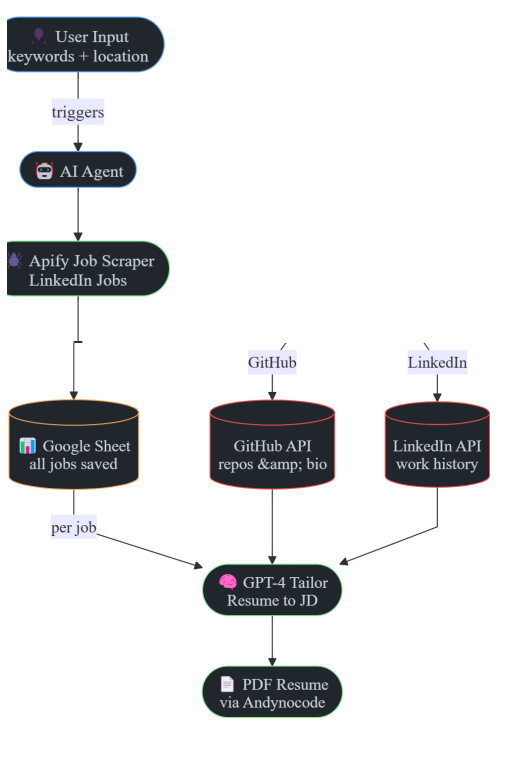 User Input
keywords + location
triggers
AI Agent
Apify Job Scraper
LinkedIn Jobs
GitHub
LinkedIn
Google Sheet
all jobs saved
GitHub API
repos &amp;amp; bio
LinkedIn API
work history
per job
GPT-4 Tailor
Resume to JD
PDF Resume
via Andynocode